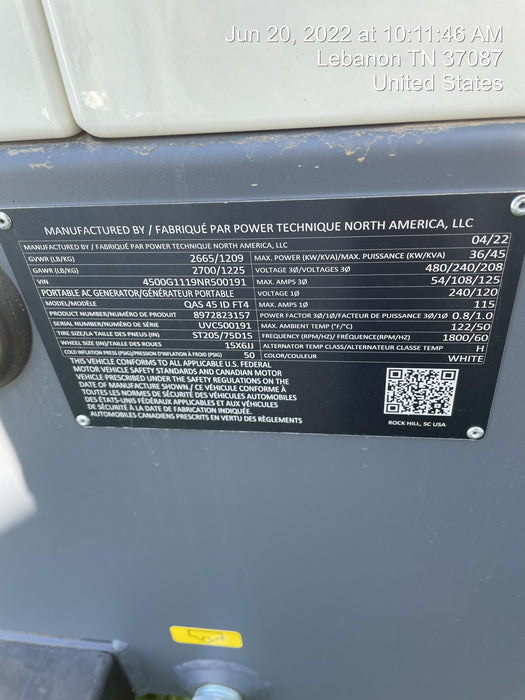 Jun 20, 2022 at 10:11:46 AM
Lebanon TN 37087
United States
MANUFACTURED BY / FABRIQUÉ PAR POWER TECHNIQUE NORTH AMERICA, LLC
MANUFACTURED BY / FABRIQUÉ PAR POWER TECHNIQUE NORTH AMERICA, LLC 04/22
GVWR (LB/KG) 2665/1209 MAX. POWER (KW/KVA)/MAX. PUISSANCE (KW/KVA) 36/45
GAWR (LB/KG) 2700/1225 VOLTAGE 3Ø/VOLTAGES 3Ø 480/240/208
VIN 4500G1119NR500191 MAX. AMPS 3Ø 54/108/125
PORTABLE AC GENERATOR/GÉNÉRATEUR PORTABLE VOLTAGE 1Ø 240/120
MODEL/MODÈLE QAS 45 ID FT4 MAX. AMPS 1Ø 115
PRODUCT NUMBER/NUMÉRO DE PRODUIT 8972823157 POWER FACTOR 3Ø/1Ø/FACTEUR DE PUISSANCE 3Ø/1Ø 0.8/1.0
SERIAL NUMBER/NUMÉRO DE SÉRIE UVC500191 MAX. AMBIENT TEMP (°F/°C) 122/50
TIRE SIZE/LA TAILLE DES PNEUS (IN) ST205/75D15 FREQUENCY (RPM/HZ)/ FRÉQUENCE(RPM/HZ) 1800/60
WHEEL SIZE (IN)/TAILLE DES ROUES 15X6JJ ALTERNATOR TEMP CLASS/ALTERNATEUR CLASSE TEMP H
COLD INFLATION PRESS (PSIG)/PRESSION D'INFLATION À FROID (PSIG) 50 COLOR/COULEUR WHITE
THIS VEHICLE CONFORMS TO ALL APPLICABLE U.S. FEDERAL
MOTOR VEHICLE SAFETY STANDARDS AND CANADIAN MOTOR
VEHICLE PRESCRIBED UNDER THE SAFETY REGULATIONS ON THE
DATE OF MANUFACTURE SHOWN./ CE VÉHICULE CONFORME À
TOUTES LES NORMES DE SÉCURITÉ DES VÉHICULES AUTOMOBILES
DES ÉTATS-UNIS FÉDÉRAUX APPLICABLES ET AUX VÉHICULES
DE SÉCURITÉ À LA DATE DE FABRICATION INDIQUÉE.
AUTOMOBILES CANADIENS PRESCRITS EN VERTU DES RÈGLEMENTS
ROCK HILL, SC USA